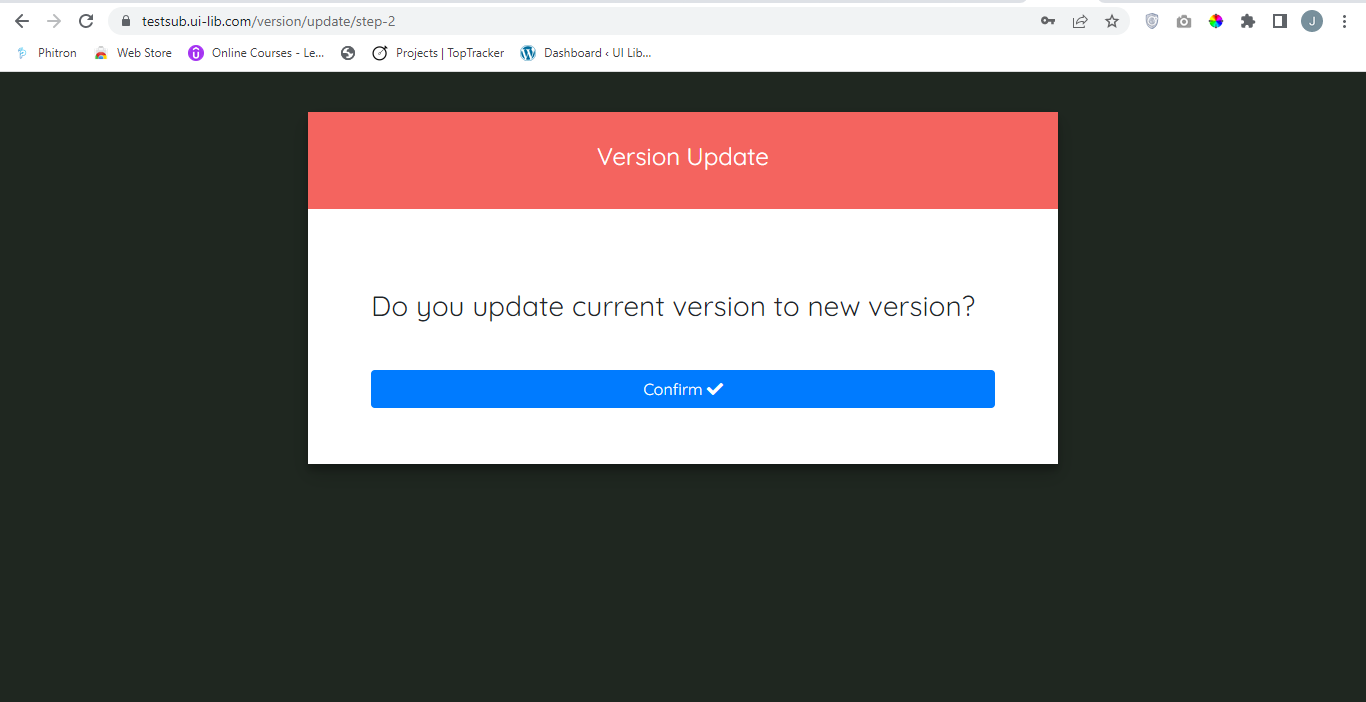 testsub.ui-lib.com/version/update/step-2
J
Phitron Web Store Online Courses - Le... Projects | TopTracker Dashboard ‹ UI Lib...
Version Update
Do you update current version to new version?
Confirm